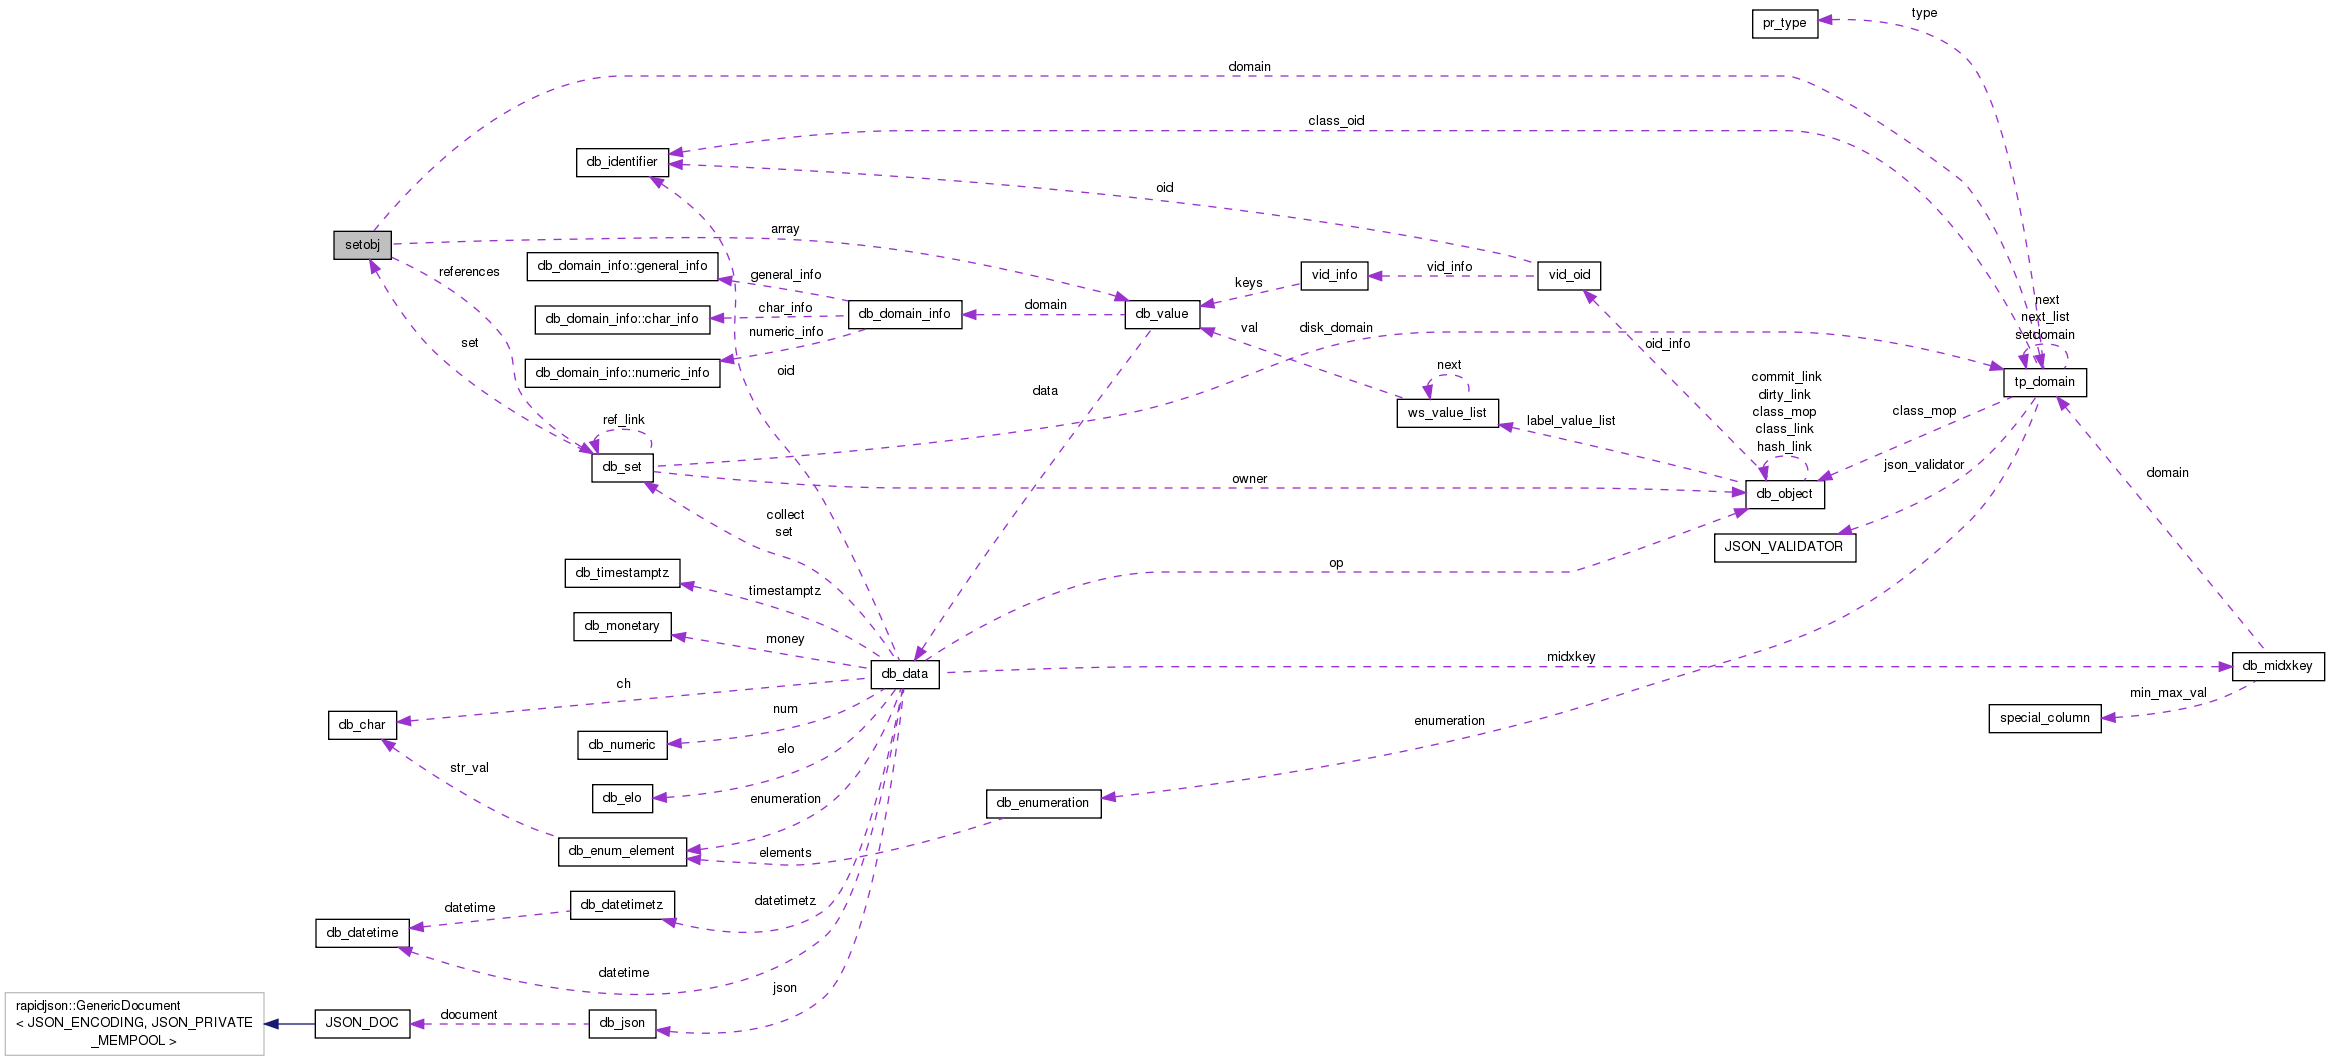 type
pr_type
domain
class_oid
db_identifier
oid
array
setobj
references
db_domain_info::general_info
general_info
vid_info
vid_info
vid_oid
keys
char_info
domain
db_domain_info::char_info
db_domain_info
db_value
numeric_info
val
disk_domain
next
next_list
setdomain
set
db_domain_info::numeric_info
oid
oid_info
next
data
tp_domain
commit_link
dirty_link
class_mop
class_link
hash_link
ws_value_list
label_value_list
class_mop
ref_link
db_set
owner
db_object
json_validator
domain
collect
set
JSON_VALIDATOR
db_timestamptz
op
timestamptz
db_monetary
money
db_data
midxkey
db_midxkey
ch
min_max_val
num
special_column
db_char
enumeration
db_numeric
elo
str_val
db_elo
enumeration
db_enumeration
db_enum_element
elements
datetimetz
datetime
db_datetimetz
db_datetime
datetime
json
rapidjson::GenericDocument
< JSON_ENCODING, JSON_PRIVATE
_MEMPOOL >
JSON_DOC
document
db_json